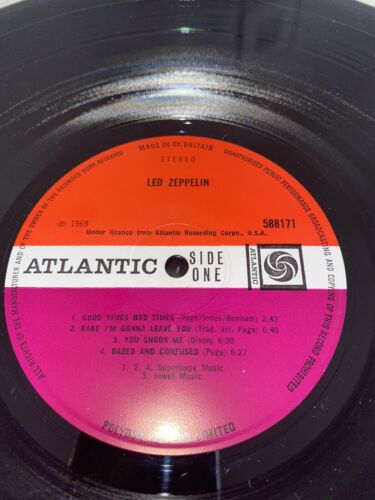 MADE IN Gt. BRITAIN
ALL RIGHTS OF THE MANUFACTURER AND OF THE OWNER OF THE RECORDED WORK RESERVED
UNAUTHORISED PUBLIC PERFORMANCE BROADCASTING AND COPYING OF THIS RECORD PROHIBITED
STEREO
LED ZEPPELIN
℗ 1969
588171
Under licence from Atlantic Recording Corpn., U.S.A.
ATLANTIC
SIDE
ONE
ATLANTIC
1. GOOD TIMES BAD TIMES (Page/Jones/Bonham) 2.43
2. BABE I'M GONNA LEAVE YOU (Trad. arr. Page) 6:40
3. YOU SHOOK ME (Dixon) 6:30
4. DAZED AND CONFUSED (Page) 6:27
1, 2, 4. Superhype Music
3. Jewel Music
LIMITED